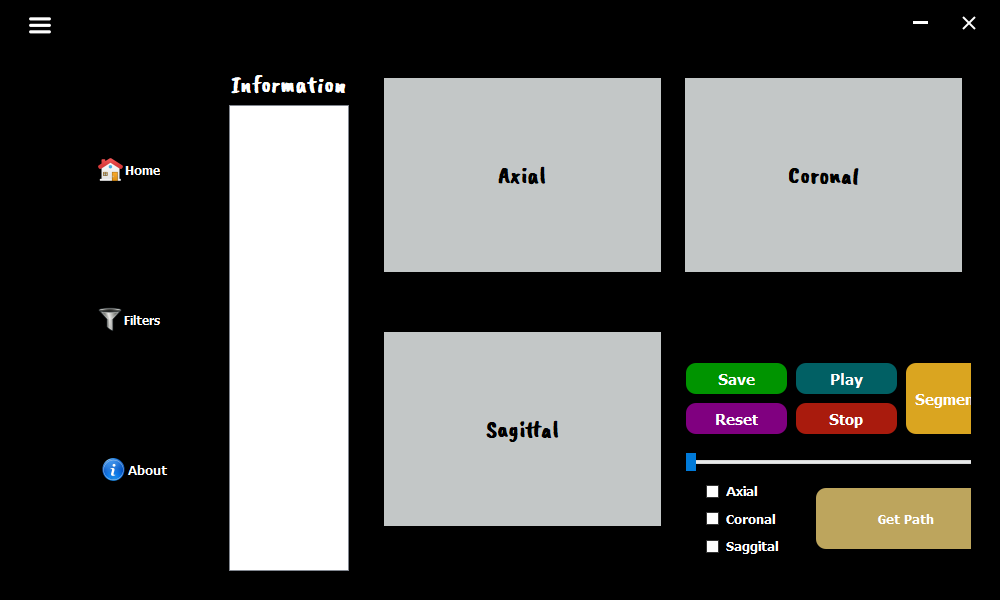 Information
Home
Filters
About
Axial
Coronal
Sagittal
Save
Play
Reset
Stop
Segmen
Axial
Coronal
Saggital
Get Path